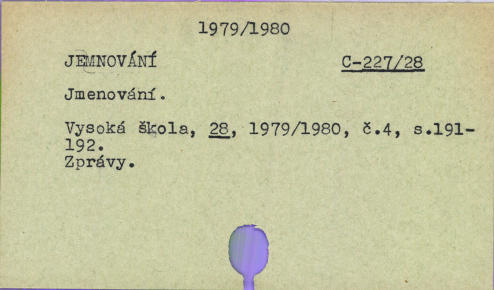 1979/1980
JEMNOVÁNÍ C-227/28
Jmenování.
Vysoká škola, 28, 1979/1980, č.4, s.191-
192.
Zprávy.